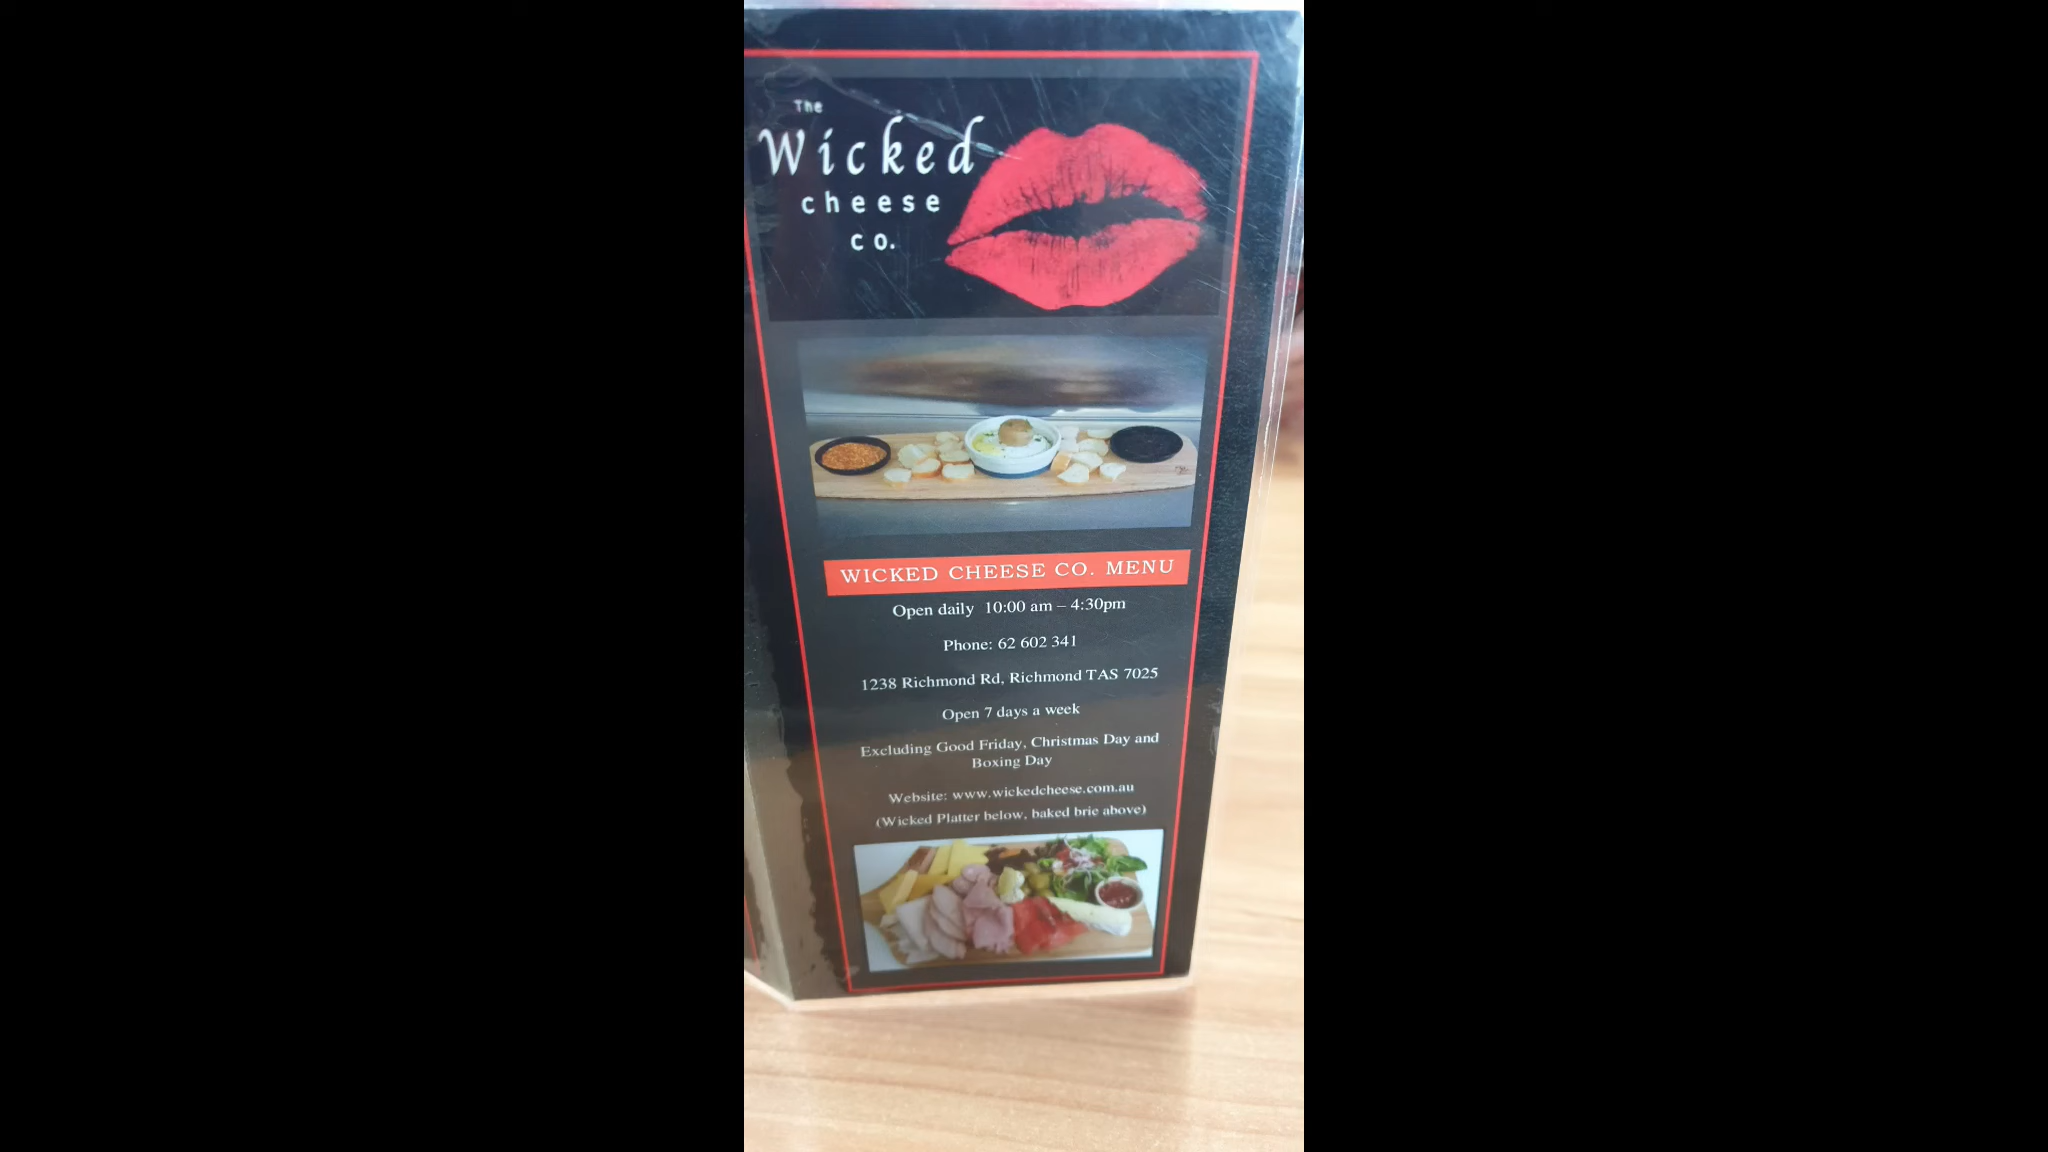 The
Wicked
cheese
co.
WICKED CHEESE CO. MENU
Open daily 10:00 am – 4:30pm
Phone: 62 602 341
1238 Richmond Rd, Richmond TAS 7025
Open 7 days a week
Excluding Good Friday, Christmas Day and
Boxing Day
Website: www.wickedcheese.com.au
(Wicked Platter below, baked brie above)